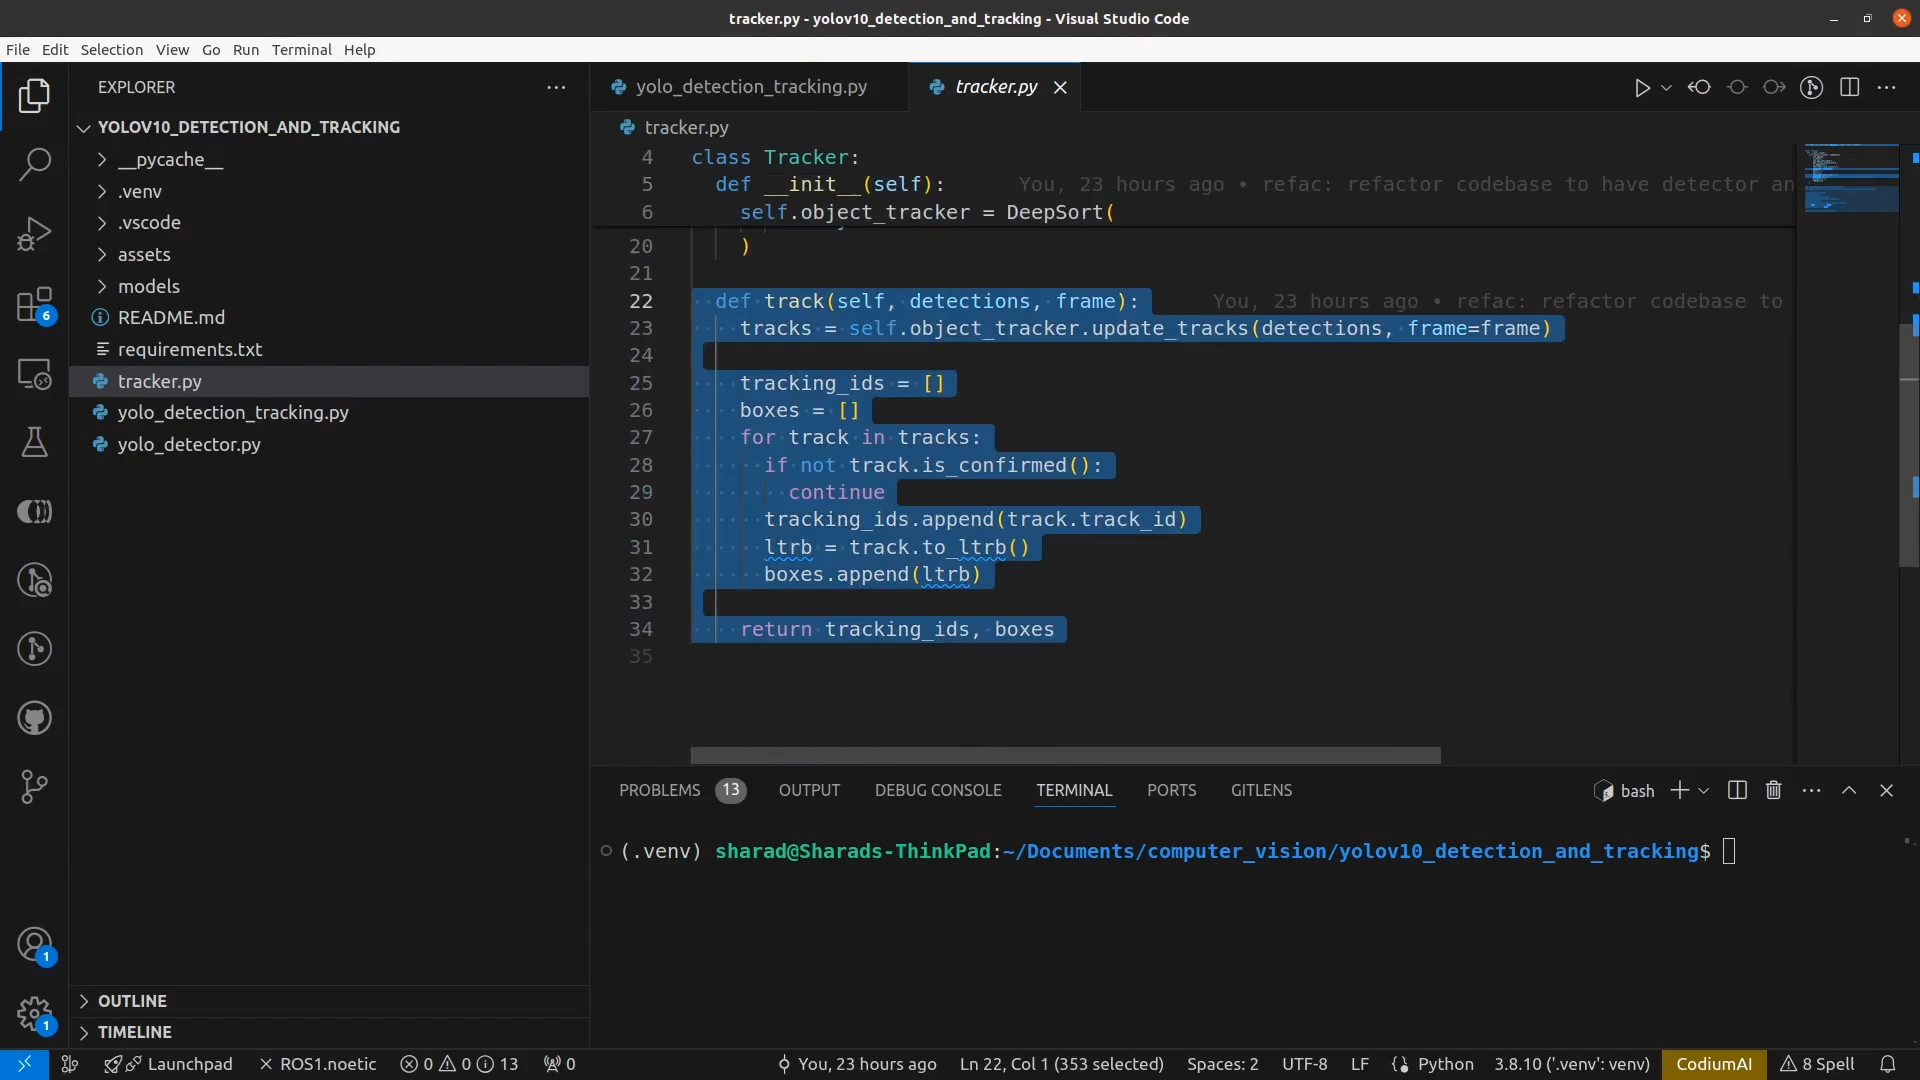 tracker.py - yolov10_detection_and_tracking - Visual Studio Code
File Edit Selection View Go Run Terminal Help
EXPLORER
YOLOV10_DETECTION_AND_TRACKING
__pycache__
.venv
.vscode
assets
models
README.md
requirements.txt
tracker.py
yolo_detection_tracking.py
yolo_detector.py
OUTLINE
TIMELINE
6
1
1
yolo_detection_tracking.py tracker.py
tracker.py
4 class Tracker:
5 def __init__(self): You, 23 hours ago • refac: refactor codebase to have detector an
6 self.object_tracker = DeepSort(
20 )
21
22 def track(self, detections, frame): You, 23 hours ago • refac: refactor codebase to
23 tracks = self.object_tracker.update_tracks(detections, frame=frame)
24
25 tracking_ids = []
26 boxes = []
27 for track in tracks:
28 if not track.is_confirmed():
29 continue
30 tracking_ids.append(track.track_id)
31 ltrb = track.to_ltrb()
32 boxes.append(ltrb)
33
34 return tracking_ids, boxes
35
PROBLEMS 13 OUTPUT DEBUG CONSOLE TERMINAL PORTS GITLENS bash
(.venv) sharad@Sharads-ThinkPad:~/Documents/computer_vision/yolov10_detection_and_tracking$
Launchpad ROS1.noetic 0 0 13 0 You, 23 hours ago Ln 22, Col 1 (353 selected) Spaces: 2 UTF-8 LF Python 3.8.10 ('.venv': venv) CodiumAI 8 Spell